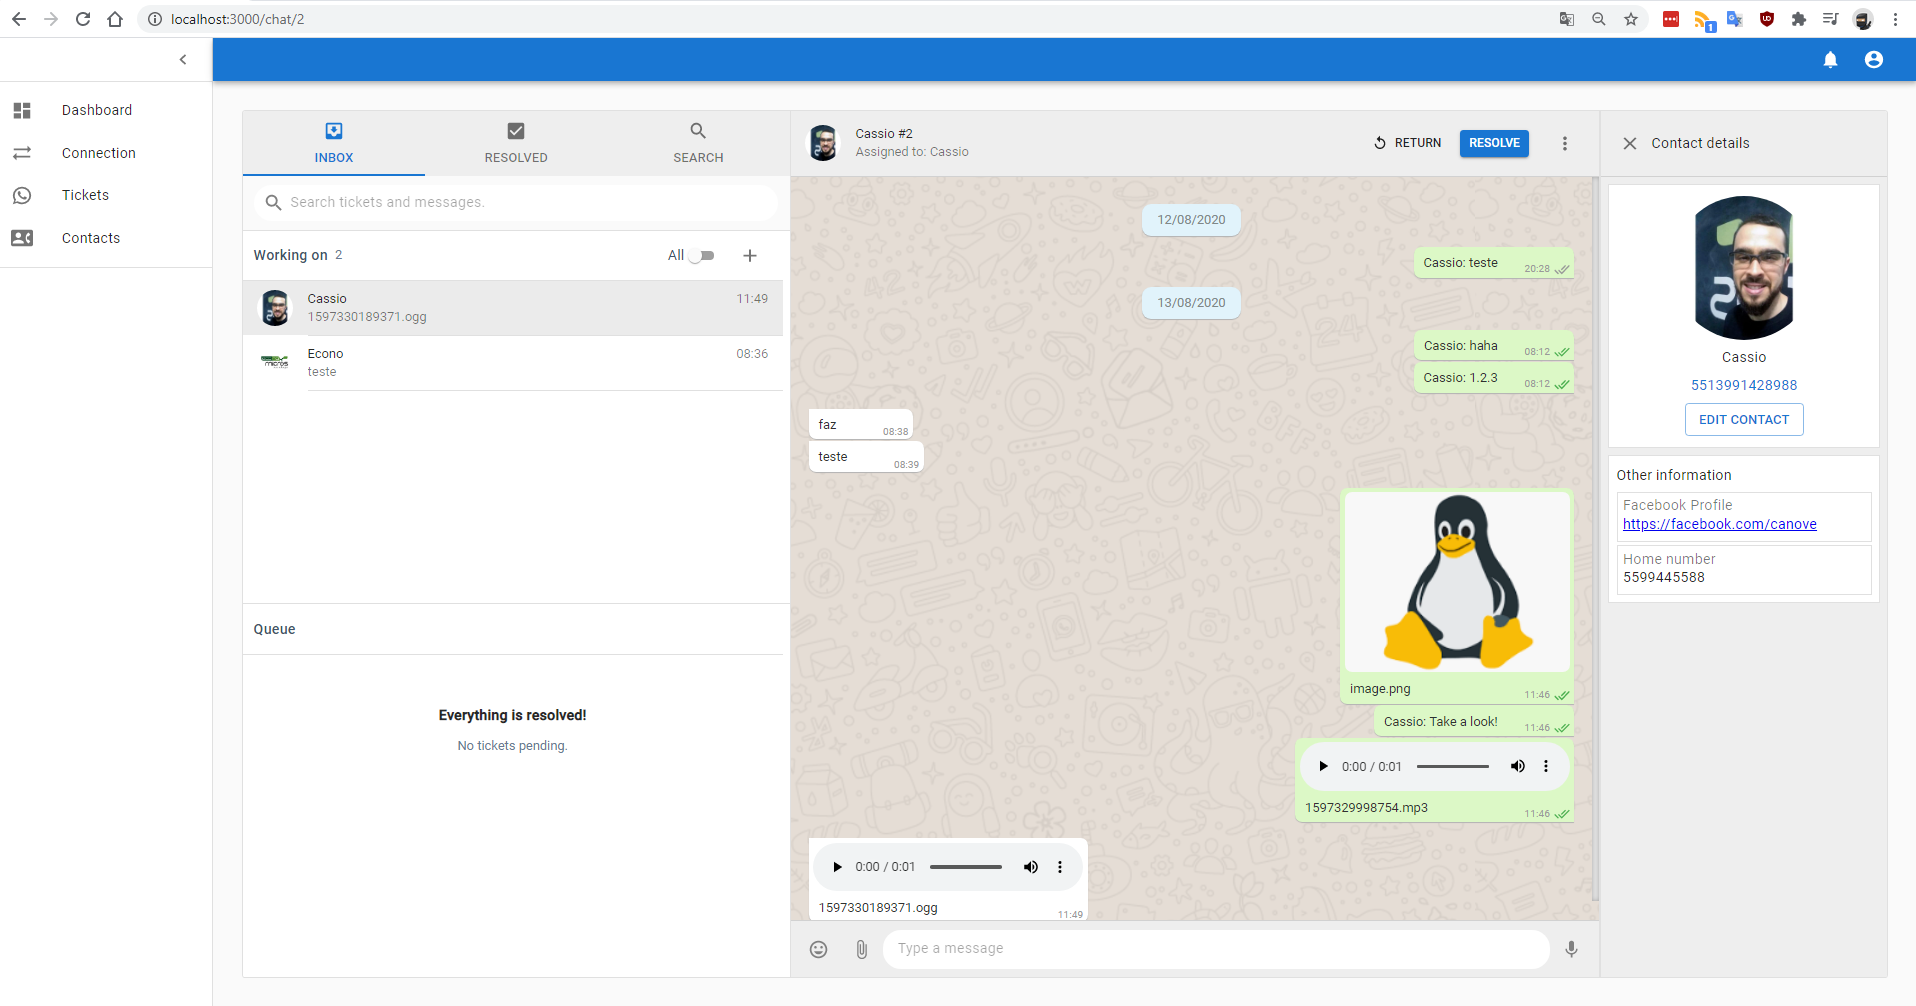 localhost:3000/chat/2
1
Dashboard
Connection
Tickets
Contacts
INBOX
RESOLVED
SEARCH
Search tickets and messages.
Working on 2
All
Cassio
11:49
1597330189371.ogg
Econo
08:36
teste
Queue
Everything is resolved!
No tickets pending.
Cassio #2
Assigned to: Cassio
RETURN
RESOLVE
12/08/2020
Cassio: teste
20:28
13/08/2020
Cassio: haha
08:12
Cassio: 1.2.3
08:12
faz
08:38
teste
08:39
image.png
11:46
Cassio: Take a look!
11:46
0:00 / 0:01
1597329998754.mp3
11:46
0:00 / 0:01
1597330189371.ogg
11:49
Type a message
Contact details
Cassio
5513991428988
EDIT CONTACT
Other information
Facebook Profile
https://facebook.com/canove
Home number
5599445588